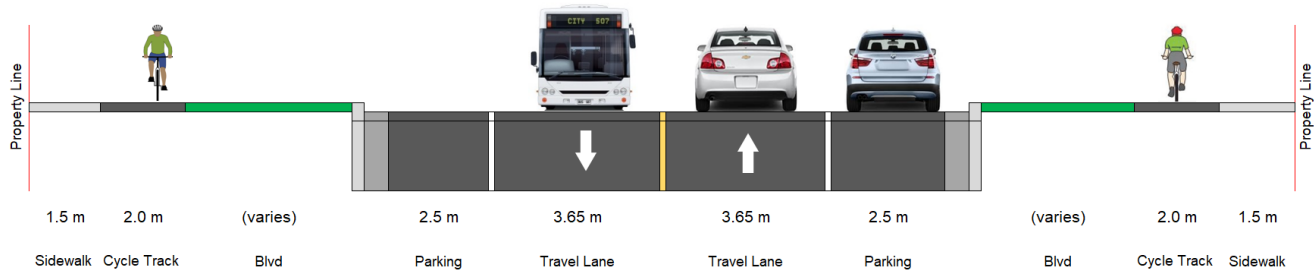 CITY 507
Property Line
Property Line
1.5 m 2.0 m (varies) 2.5 m 3.65 m 3.65 m 2.5 m (varies) 2.0 m 1.5 m
Sidewalk Cycle Track Blvd Parking Travel Lane Travel Lane Parking Blvd Cycle Track Sidewalk